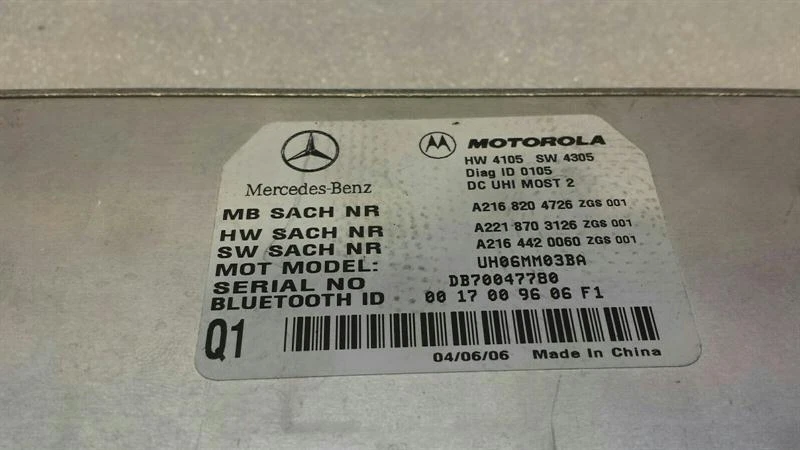 Mercedes-Benz
MOTOROLA
HW 4105 SW 4305
Diag ID 0105
DC UHI MOST 2
MB SACH NR A216 820 4726 ZGS 001
HW SACH NR A221 870 3126 ZGS 001
SW SACH NR A216 442 0060 ZGS 001
MOT MODEL: UH06MM03BA
SERIAL NO DB70047780
BLUETOOTH ID 00 17 00 96 06 F1
Q1
04/06/06 Made In China